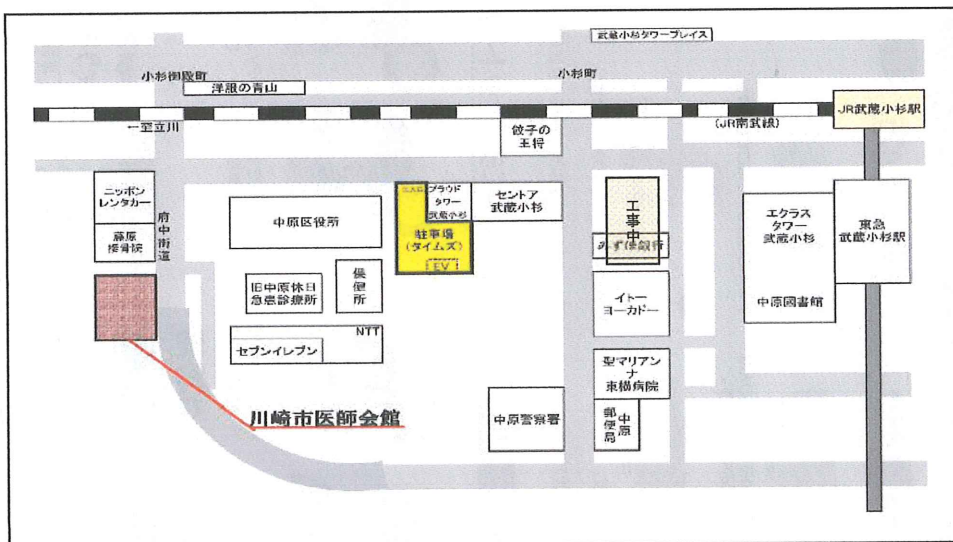 武蔵小杉タワープレイス
小杉御殿町
小杉町
洋服の青山
JR武蔵小杉駅
←至立川
(JR南武線)
餃子の
王将
ニッポン
レンタカー
藤原
接骨院
府中街道
中原区役所
出入口
プラウド
タワー
武蔵小杉
セントア
武蔵小杉
駐車場
(タイムズ)
EV
工事中
みずほ銀行
エクラス
タワー
武蔵小杉
中原図書館
東急
武蔵小杉駅
旧中原休日
急患診療所
保健所
イトー
ヨーカドー
NTT
セブンイレブン
聖マリアン
ナ
東横病院
川崎市医師会館
中原警察署
中原
郵便局